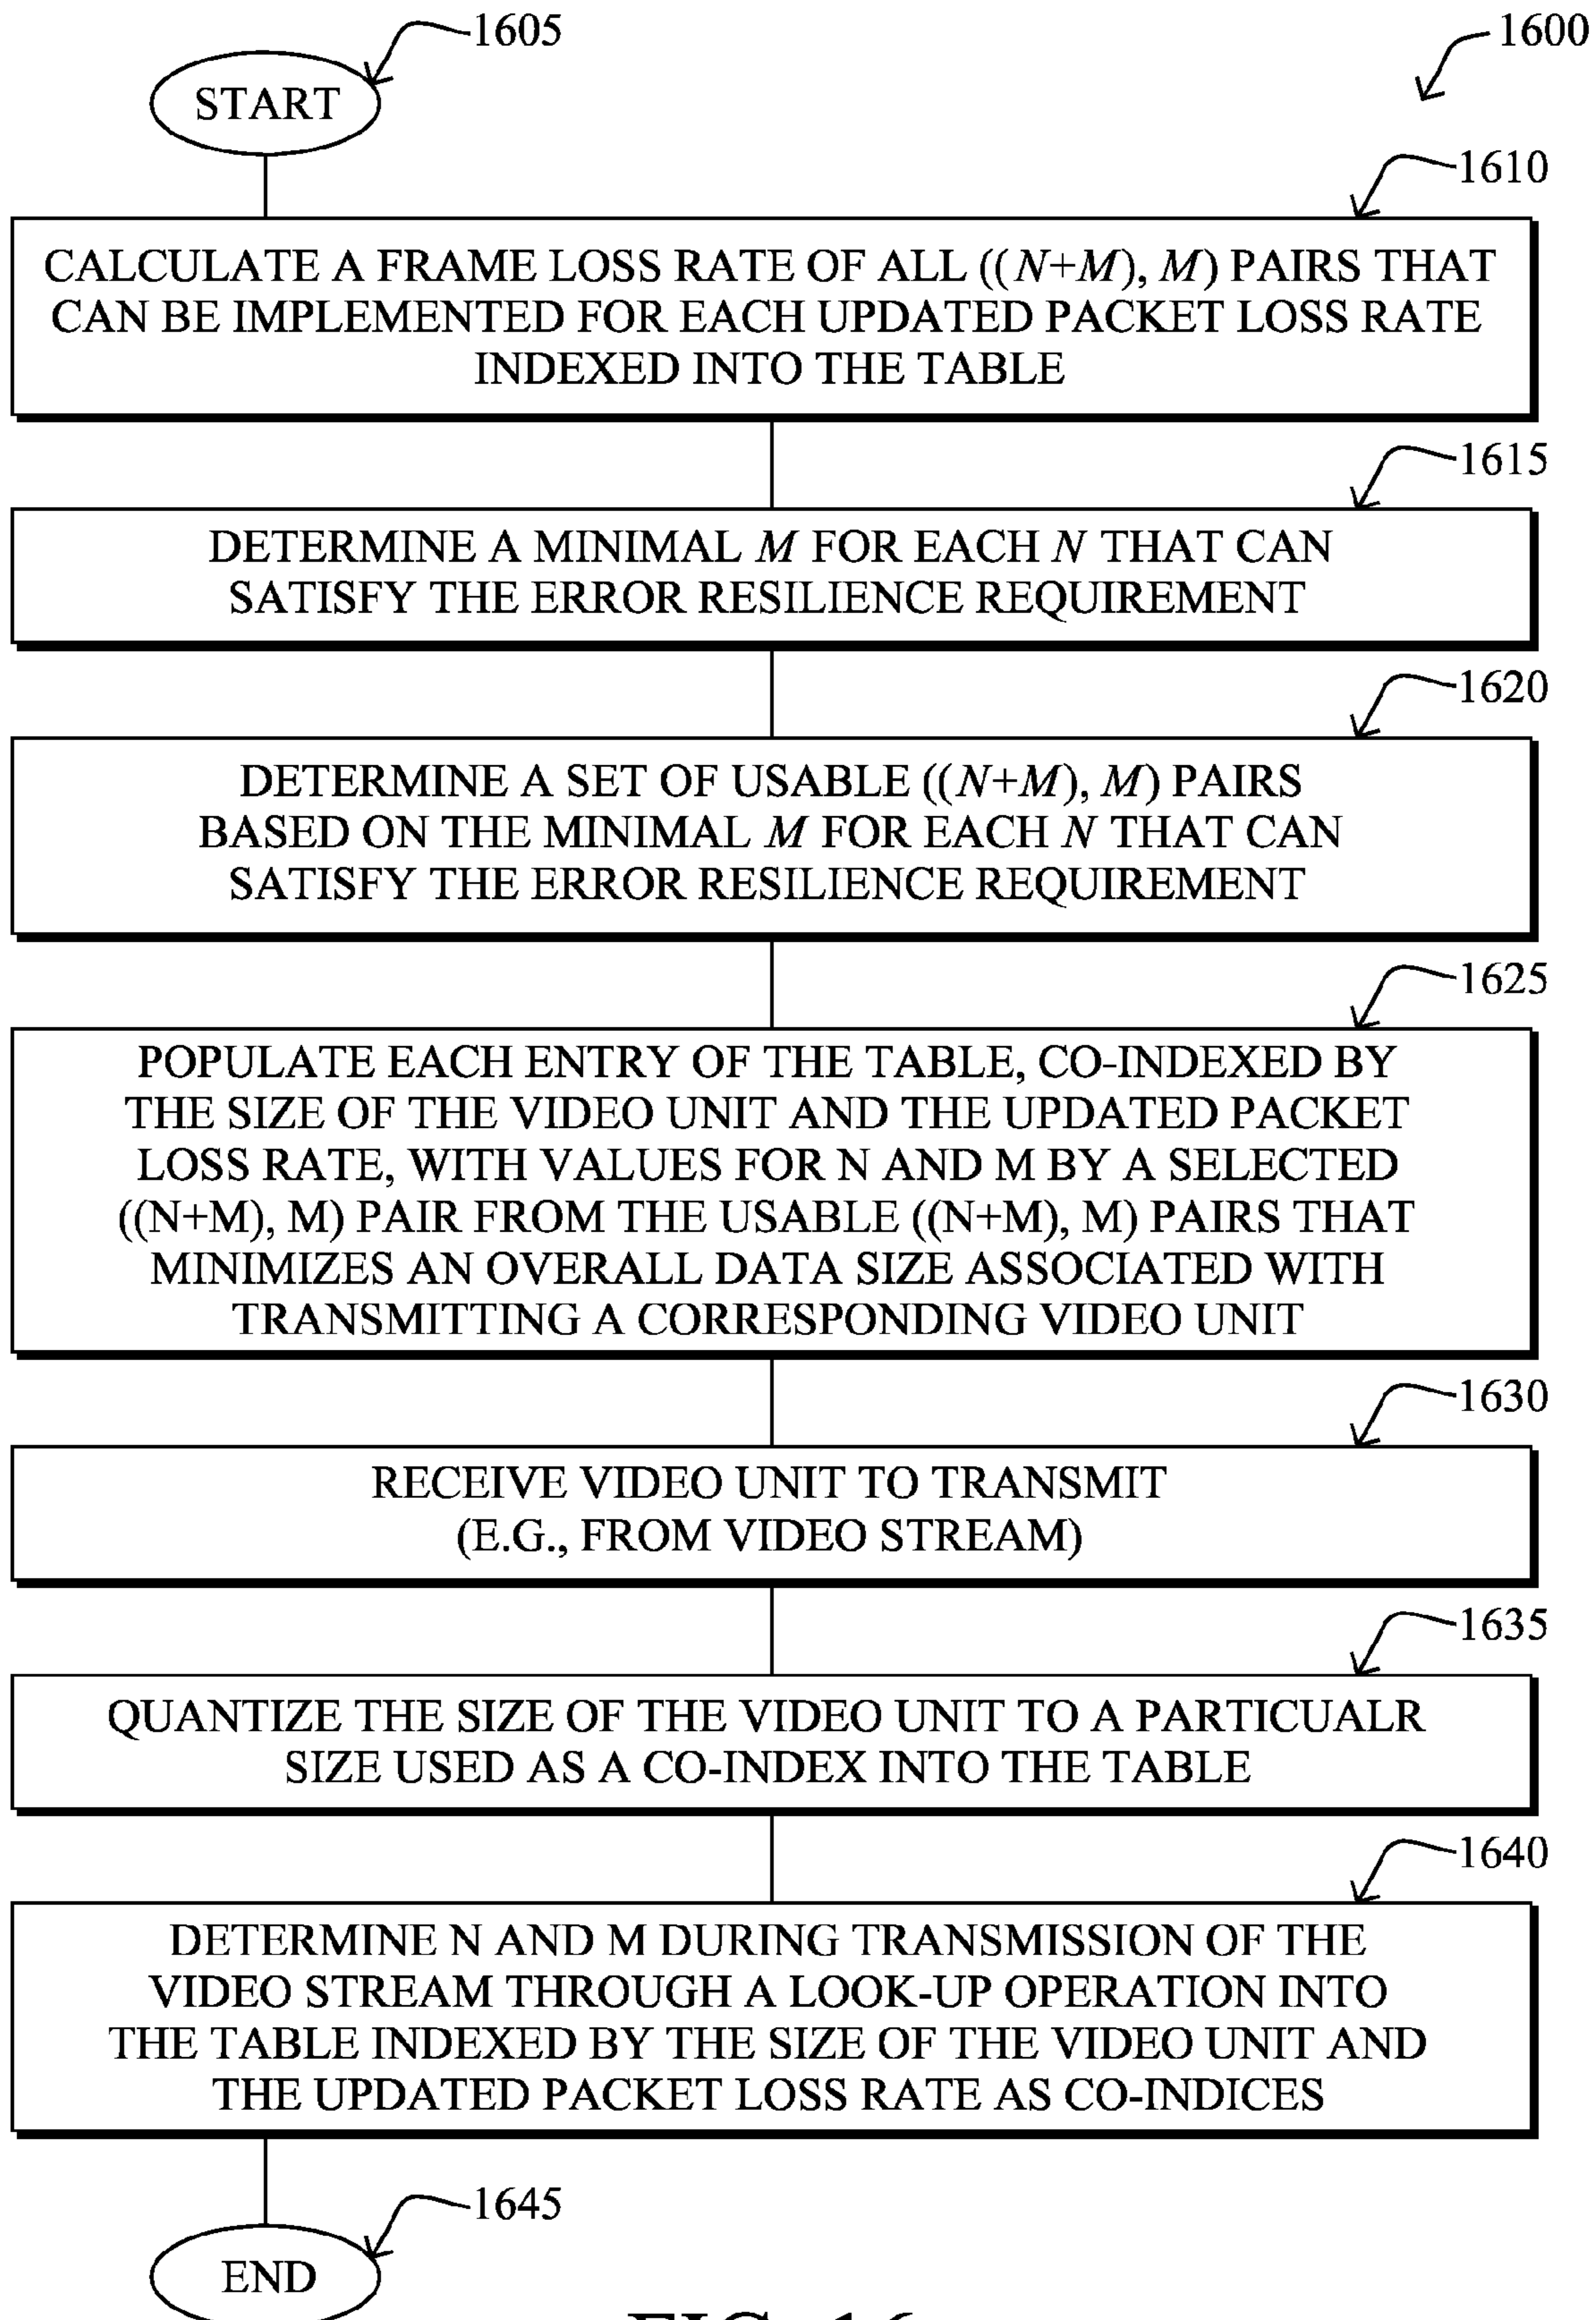 1605
1600
START
1610
CALCULATE A FRAME LOSS RATE OF ALL ((N+M), M) PAIRS THAT
CAN BE IMPLEMENTED FOR EACH UPDATED PACKET LOSS RATE
INDEXED INTO THE TABLE
1615
DETERMINE A MINIMAL M FOR EACH N THAT CAN
SATISFY THE ERROR RESILIENCE REQUIREMENT
1620
DETERMINE A SET OF USABLE ((N+M), M) PAIRS
BASED ON THE MINIMAL M FOR EACH N THAT CAN
SATISFY THE ERROR RESILIENCE REQUIREMENT
1625
POPULATE EACH ENTRY OF THE TABLE, CO-INDEXED BY
THE SIZE OF THE VIDEO UNIT AND THE UPDATED PACKET
LOSS RATE, WITH VALUES FOR N AND M BY A SELECTED
((N+M), M) PAIR FROM THE USABLE ((N+M), M) PAIRS THAT
MINIMIZES AN OVERALL DATA SIZE ASSOCIATED WITH
TRANSMITTING A CORRESPONDING VIDEO UNIT
1630
RECEIVE VIDEO UNIT TO TRANSMIT
(E.G., FROM VIDEO STREAM)
1635
QUANTIZE THE SIZE OF THE VIDEO UNIT TO A PARTICUALR
SIZE USED AS A CO-INDEX INTO THE TABLE
1640
DETERMINE N AND M DURING TRANSMISSION OF THE
VIDEO STREAM THROUGH A LOOK-UP OPERATION INTO
THE TABLE INDEXED BY THE SIZE OF THE VIDEO UNIT AND
THE UPDATED PACKET LOSS RATE AS CO-INDICES
1645
END